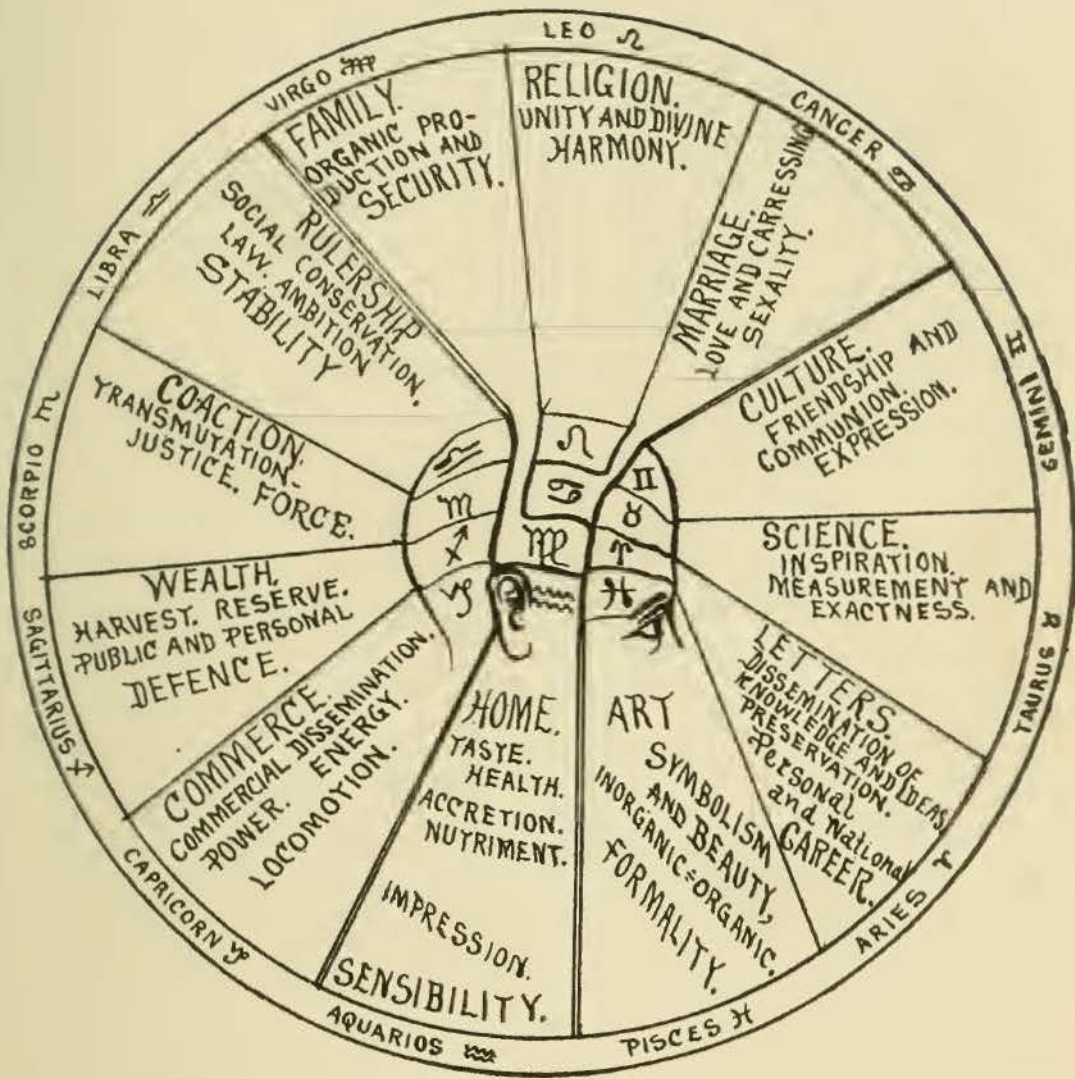 LEO ♌
RELIGION.
UNITY AND DIVINE
HARMONY.
CANCER ♋
MARRIAGE.
LOVE AND CARRESSING
SEXALITY.
GEMINI ♊
CULTURE.
FRIENDSHIP AND
COMMUNION.
EXPRESSION.
TAURUS ♉
SCIENCE.
INSPIRATION.
MEASUREMENT AND
EXACTNESS.
ARIES ♈
LETTERS.
DISSEMINATION OF
KNOWLEDGE AND IDEAS
PRESERVATION.
Personal
and National
CAREER.
PISCES ♓
ART
SYMBOLISM
AND BEAUTY,
INORGANIC÷ORGANIC.
FORMALITY.
AQUARIOS ♒
HOME.
TASTE.
HEALTH.
ACCRETION.
NUTRIMENT.
IMPRESSION.
SENSIBILITY.
CAPRICORN ♑
COMMERCE.
COMMERCIAL DISSEMINATION.
POWER. ENERGY.
LOCOMOTION.
SAGITTARIUS ♐
WEALTH.
HARVEST. RESERVE.
PUBLIC AND PERSONAL
DEFENCE.
SCORPIO ♏
COACTION.
TRANSMUTATION-
JUSTICE. FORCE.
LIBRA ♎
RULERSHIP
SOCIAL CONSERVATION.
LAW. AMBITION
STABILITY
VIRGO ♍
FAMILY.
ORGANIC PRO-
DUCTION AND
SECURITY.
♎ ♌ ♊
♏ ♋ ♉
♐ ♍ ♈
♑ ♒ ♓